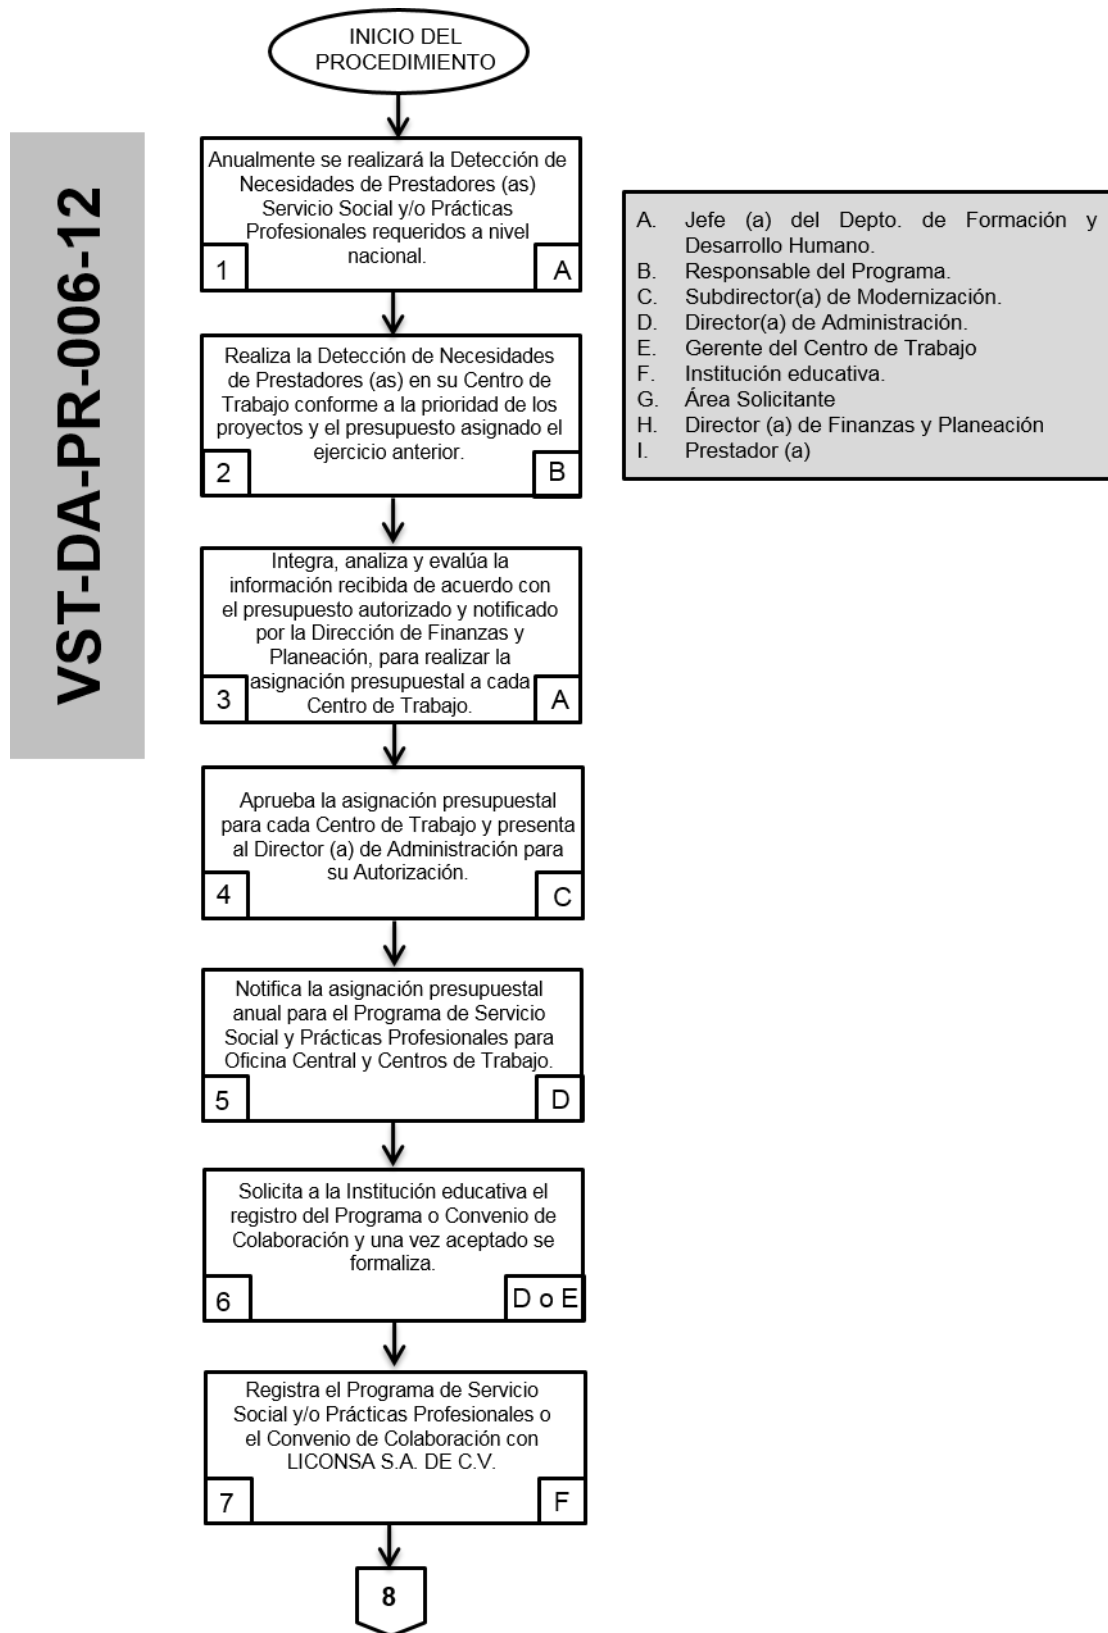 INICIO DEL
PROCEDIMIENTO
VST-DA-PR-006-12
Anualmente se realizará la Detección de
Necesidades de Prestadores (as)
Servicio Social y/o Prácticas
Profesionales requeridos a nivel
nacional.
1
A
Realiza la Detección de Necesidades
de Prestadores (as) en su Centro de
Trabajo conforme a la prioridad de los
proyectos y el presupuesto asignado el
ejercicio anterior.
2
B
Integra, analiza y evalúa la
información recibida de acuerdo con
el presupuesto autorizado y notificado
por la Dirección de Finanzas y
Planeación, para realizar la
asignación presupuestal a cada
Centro de Trabajo.
3
A
Aprueba la asignación presupuestal
para cada Centro de Trabajo y presenta
al Director (a) de Administración para
su Autorización.
4
C
Notifica la asignación presupuestal
anual para el Programa de Servicio
Social y Prácticas Profesionales para
Oficina Central y Centros de Trabajo.
5
D
Solicita a la Institución educativa el
registro del Programa o Convenio de
Colaboración y una vez aceptado se
formaliza.
6
D o E
Registra el Programa de Servicio
Social y/o Prácticas Profesionales o
el Convenio de Colaboración con
LICONSA S.A. DE C.V.
7
F
8
A. Jefe (a) del Depto. de Formación y
Desarrollo Humano.
B. Responsable del Programa.
C. Subdirector(a) de Modernización.
D. Director(a) de Administración.
E. Gerente del Centro de Trabajo
F. Institución educativa.
G. Área Solicitante
H. Director (a) de Finanzas y Planeación
I. Prestador (a)